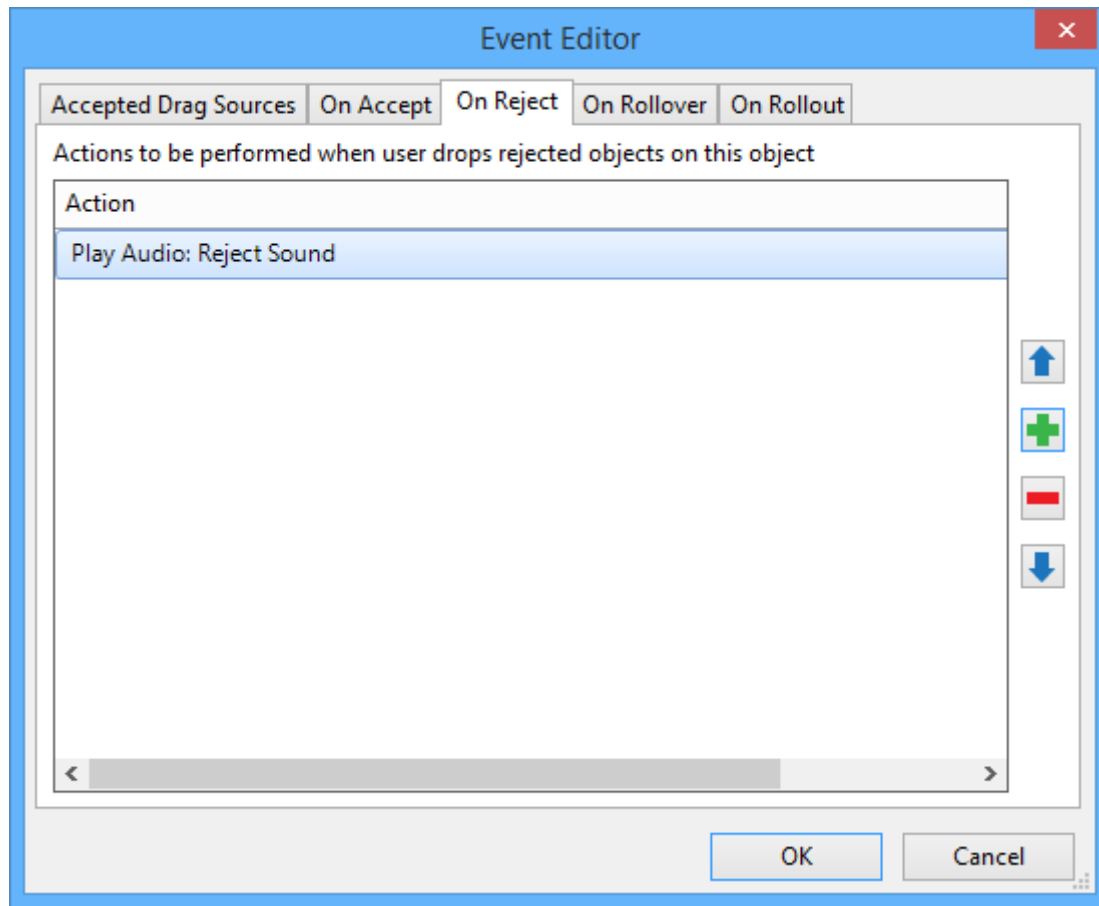 Event Editor
Accepted Drag Sources On Accept On Reject On Rollover On Rollout
Actions to be performed when user drops rejected objects on this object
Action
Play Audio: Reject Sound
OK Cancel